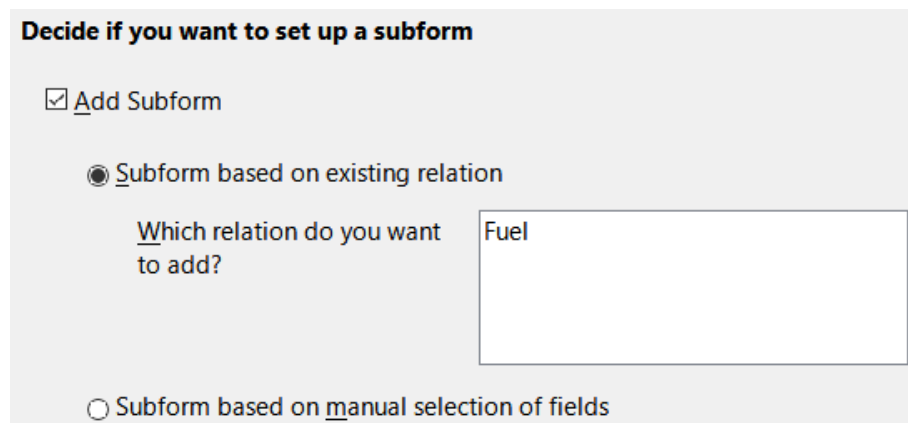 Decide if you want to set up a subform
Add Subform
Subform based on existing relation
Which relation do you want Fuel
to add?
Subform based on manual selection of fields